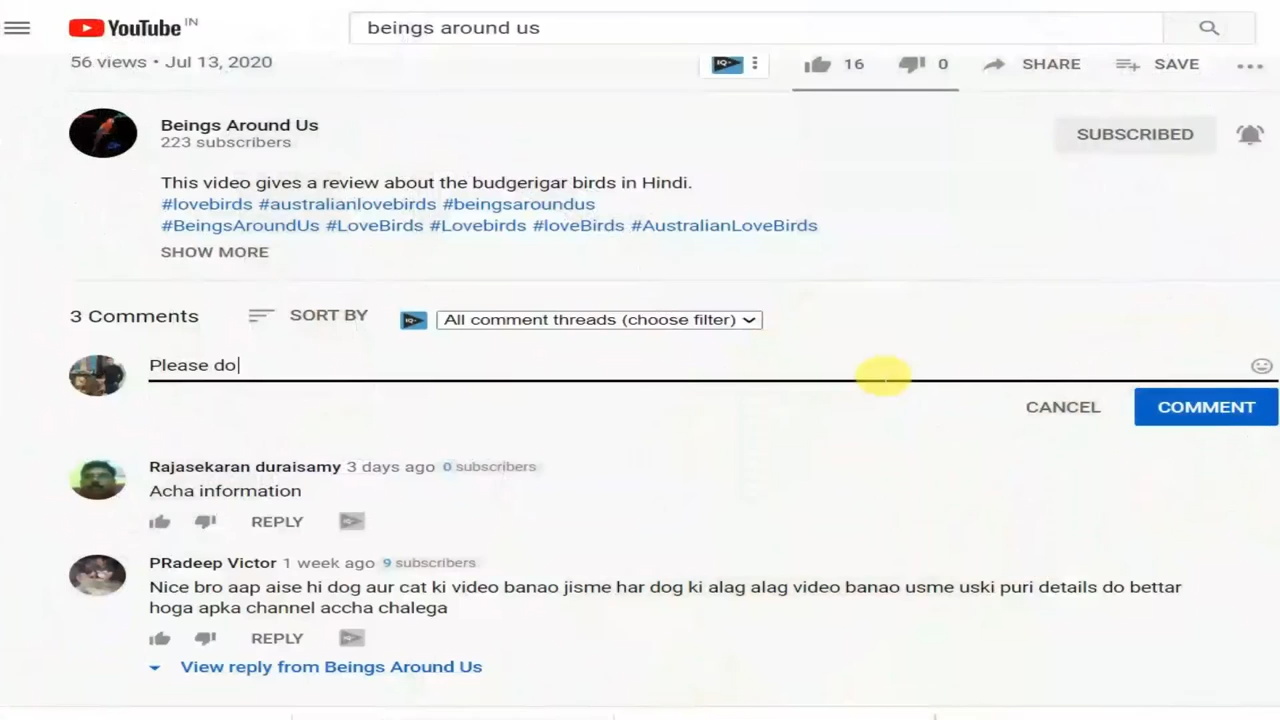 YouTube IN
beings around us
56 views • Jul 13, 2020
IQ
16
0
SHARE
SAVE
Beings Around Us
223 subscribers
SUBSCRIBED
This video gives a review about the budgerigar birds in Hindi.
#lovebirds #australianlovebirds #beingsaroundus
#BeingsAroundUs #LoveBirds #Lovebirds #loveBirds #AustralianLoveBirds
SHOW MORE
3 Comments
SORT BY
IQ
All comment threads (choose filter)
Please do
CANCEL
COMMENT
Rajasekaran duraisamy 3 days ago 0 subscribers
Acha information
REPLY
PRadeep Victor 1 week ago 9 subscribers
Nice bro aap aise hi dog aur cat ki video banao jisme har dog ki alag alag video banao usme uski puri details do bettar
hoga apka channel accha chalega
REPLY
View reply from Beings Around Us